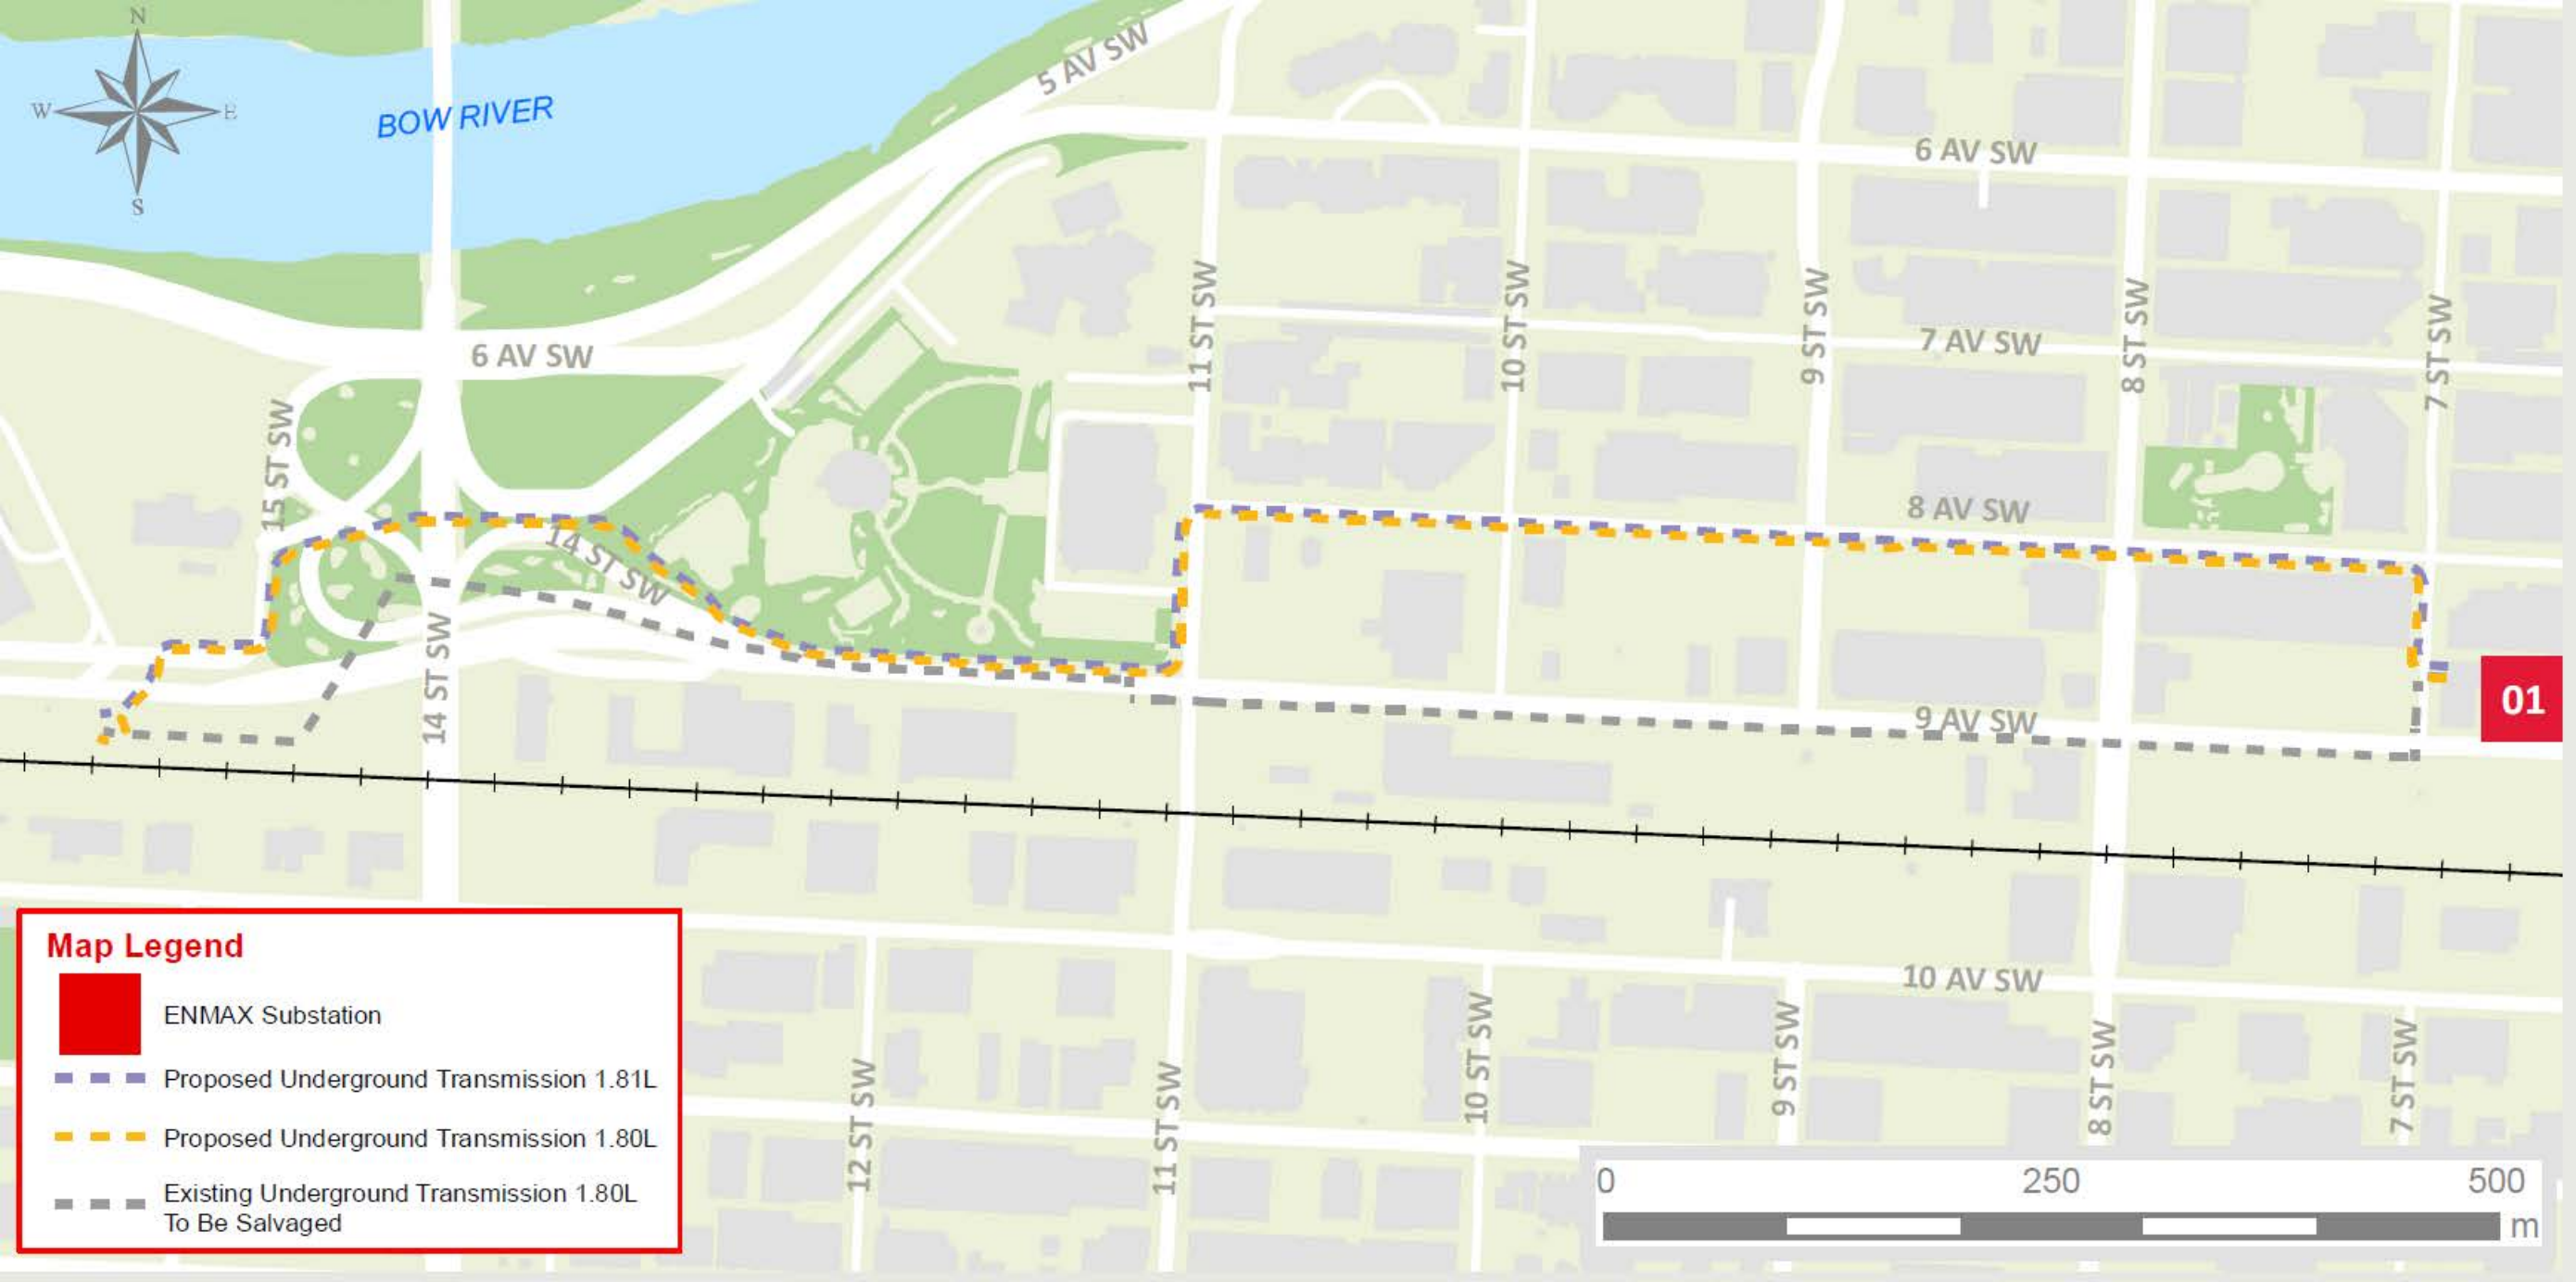 N
W E
S
BOW RIVER
5 AV SW
6 AV SW
6 AV SW
7 AV SW
11 ST SW
10 ST SW
9 ST SW
8 ST SW
7 ST SW
15 ST SW
8 AV SW
14 ST SW
14 ST SW
9 AV SW
01
10 AV SW
12 ST SW
11 ST SW
10 ST SW
9 ST SW
8 ST SW
7 ST SW
Map Legend
ENMAX Substation
Proposed Underground Transmission 1.81L
Proposed Underground Transmission 1.80L
Existing Underground Transmission 1.80L
To Be Salvaged
0 250 500
m